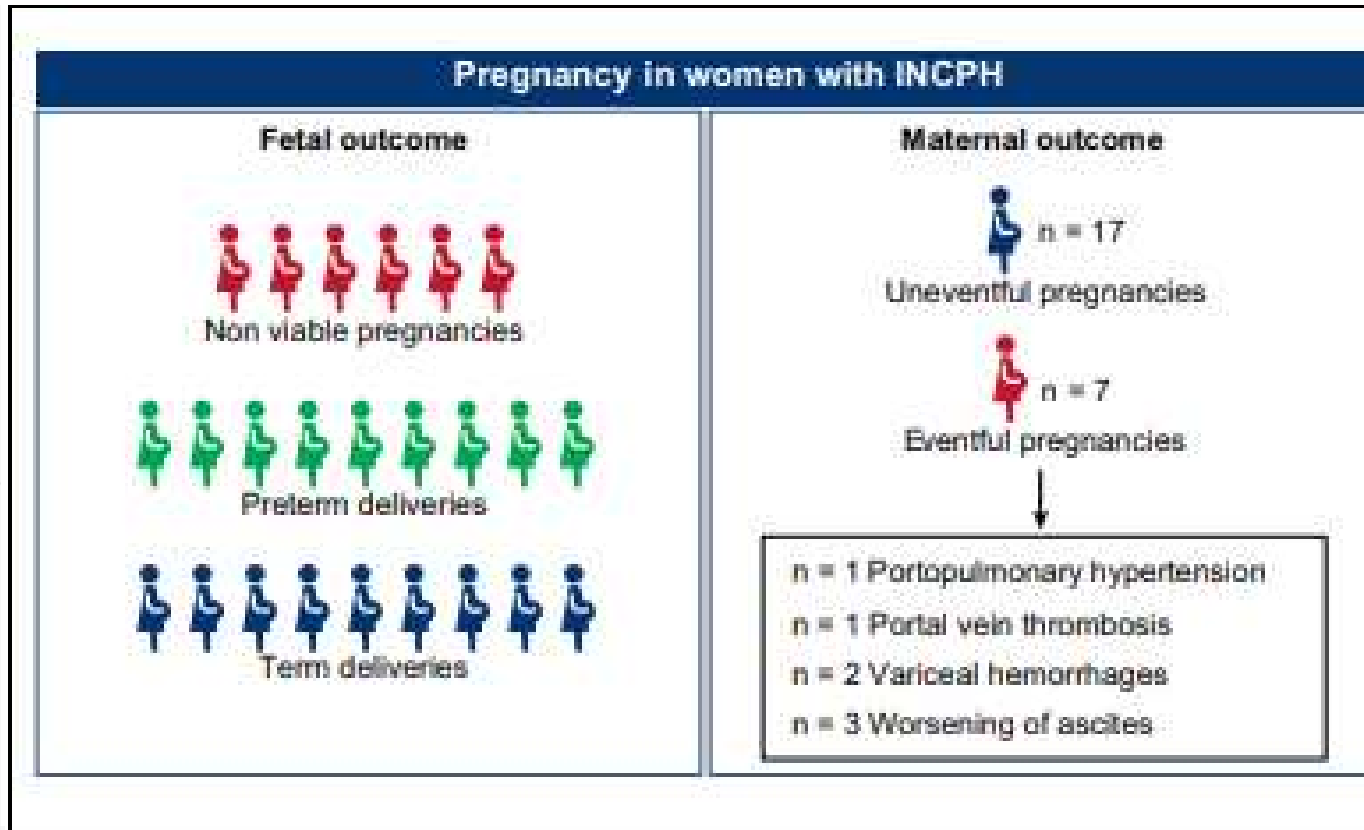 Pregnancy in women with INCPH
Fetal outcome
Non viable pregnancies
Preterm deliveries
Term deliveries
Maternal outcome
n = 17
Uneventful pregnancies
n = 7
Eventful pregnancies
n = 1 Portopulmonary hypertension
n = 1 Portal vein thrombosis
n = 2 Variceal hemorrhages
n = 3 Worsening of ascites